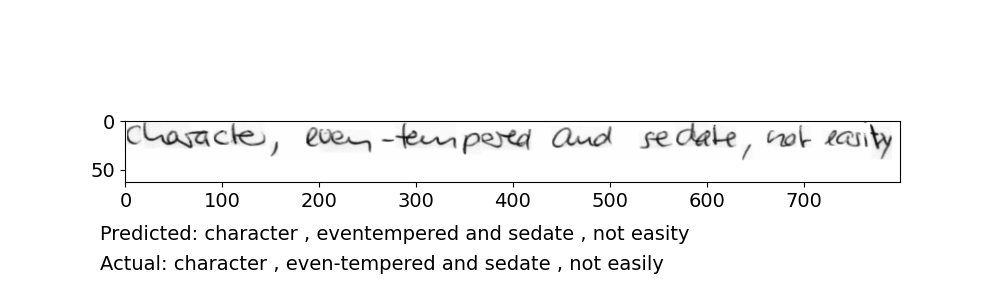 character, even-tempered and sedate, not easily
0
50
0 100 200 300 400 500 600 700
Predicted: character , eventempered and sedate , not easity
Actual: character , even-tempered and sedate , not easily